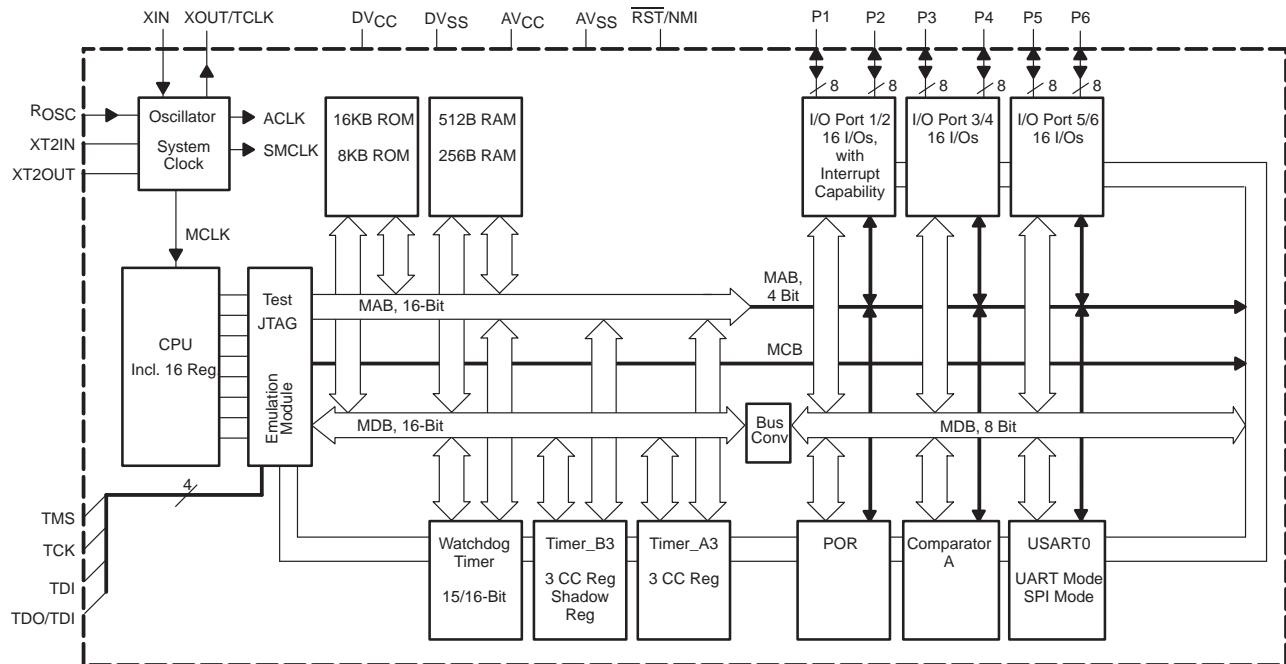 XIN XOUT/TCLK DVCC DVSS AVCC AVSS RST/NMI P1 P2 P3 P4 P5 P6
8 8 8 8 8 8
ROSC
XT2IN
XT2OUT
Oscillator
System
Clock
ACLK
SMCLK
16KB ROM
8KB ROM
512B RAM
256B RAM
I/O Port 1/2
16 I/Os,
with
Interrupt
Capability
I/O Port 3/4
16 I/Os
I/O Port 5/6
16 I/Os
MCLK
CPU
Incl. 16 Reg.
Test
JTAG
Emulation
Module
MAB, 16-Bit
MAB,
4 Bit
MCB
MDB, 16-Bit
Bus
Conv
MDB, 8 Bit
4
TMS
TCK
TDI
TDO/TDI
Watchdog
Timer
15/16-Bit
Timer_B3
3 CC Reg
Shadow
Reg
Timer_A3
3 CC Reg
POR
Comparator
A
USART0
UART Mode
SPI Mode